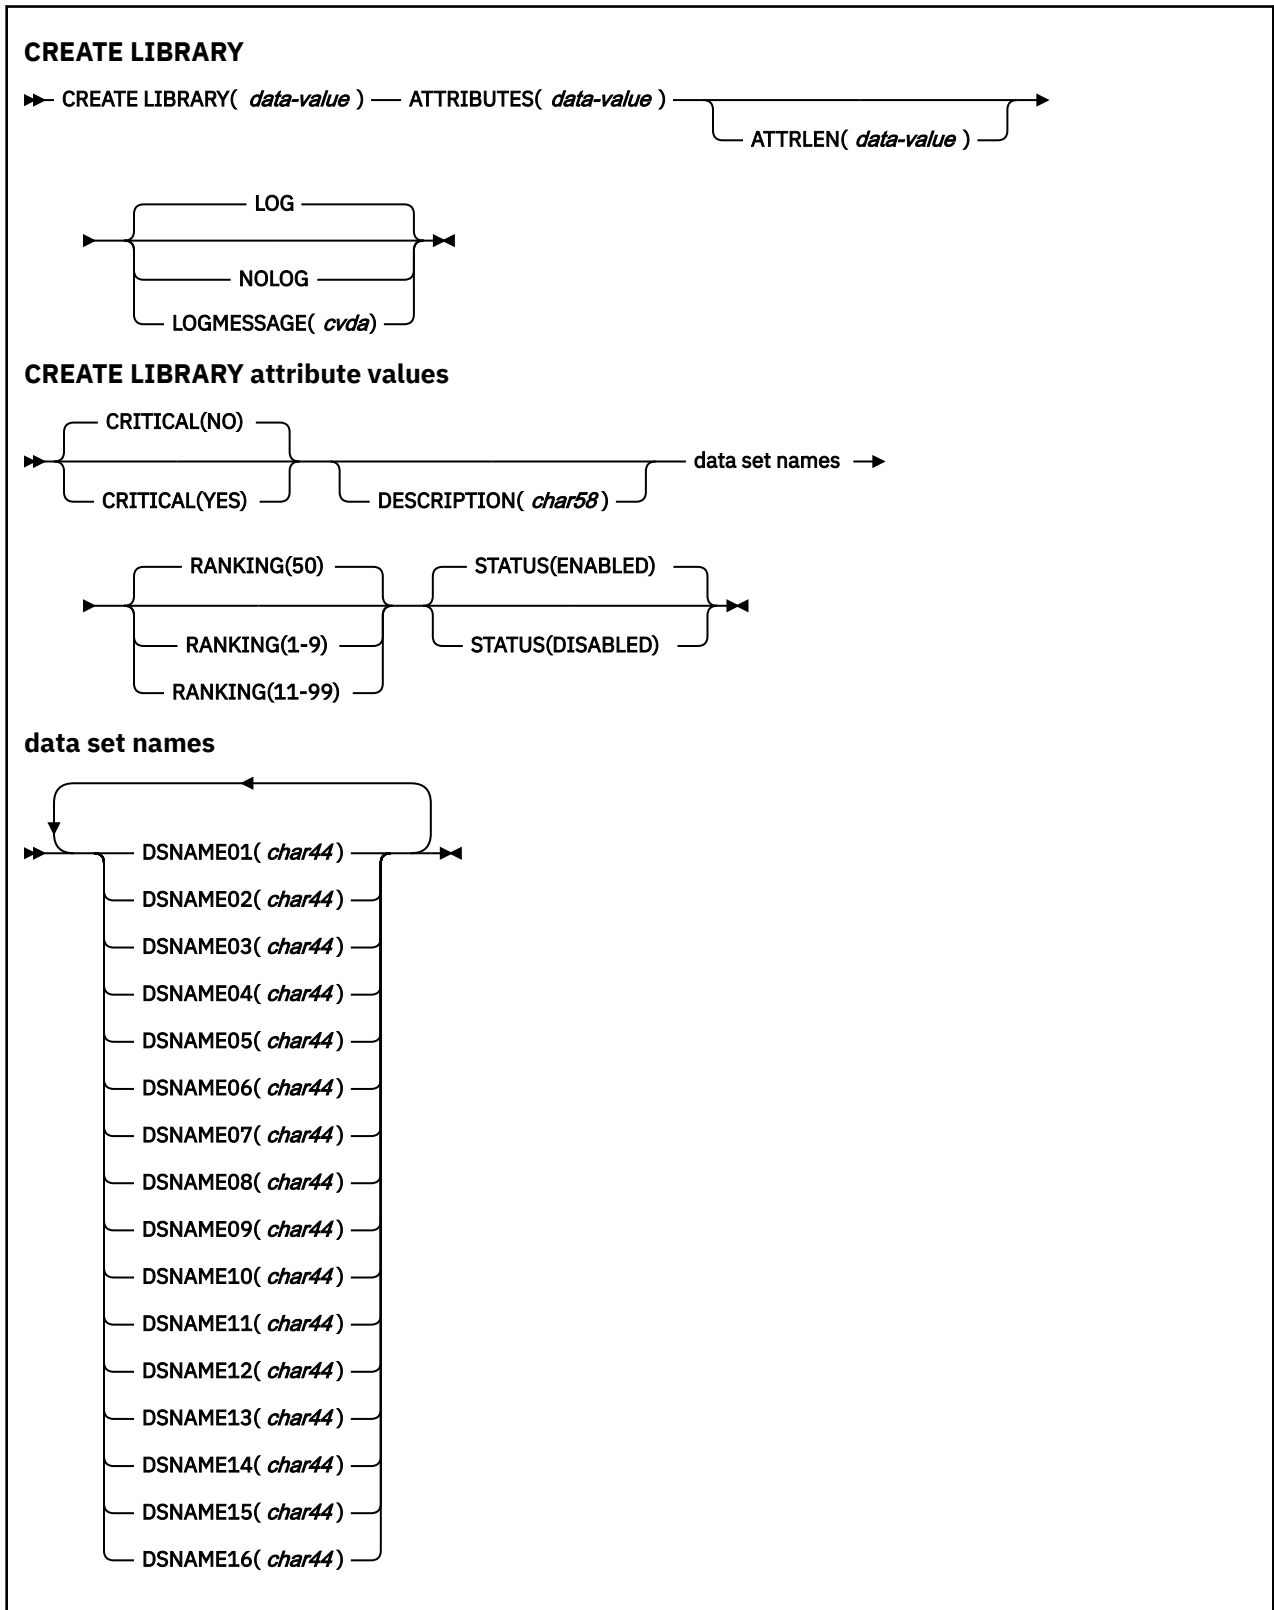 CREATE LIBRARY
CREATE LIBRARY( data-value ) ATTRIBUTES( data-value )
ATTRLEN( data-value )
LOG
NOLOG
LOGMESSAGE( cvda)
CREATE LIBRARY attribute values
CRITICAL(NO)
CRITICAL(YES)
DESCRIPTION( char58 )
data set names
RANKING(50)
RANKING(1-9)
RANKING(11-99)
STATUS(ENABLED)
STATUS(DISABLED)
data set names
DSNAME01( char44 )
DSNAME02( char44 )
DSNAME03( char44 )
DSNAME04( char44 )
DSNAME05( char44 )
DSNAME06( char44 )
DSNAME07( char44 )
DSNAME08( char44 )
DSNAME09( char44 )
DSNAME10( char44 )
DSNAME11( char44 )
DSNAME12( char44 )
DSNAME13( char44 )
DSNAME14( char44 )
DSNAME15( char44 )
DSNAME16( char44 )